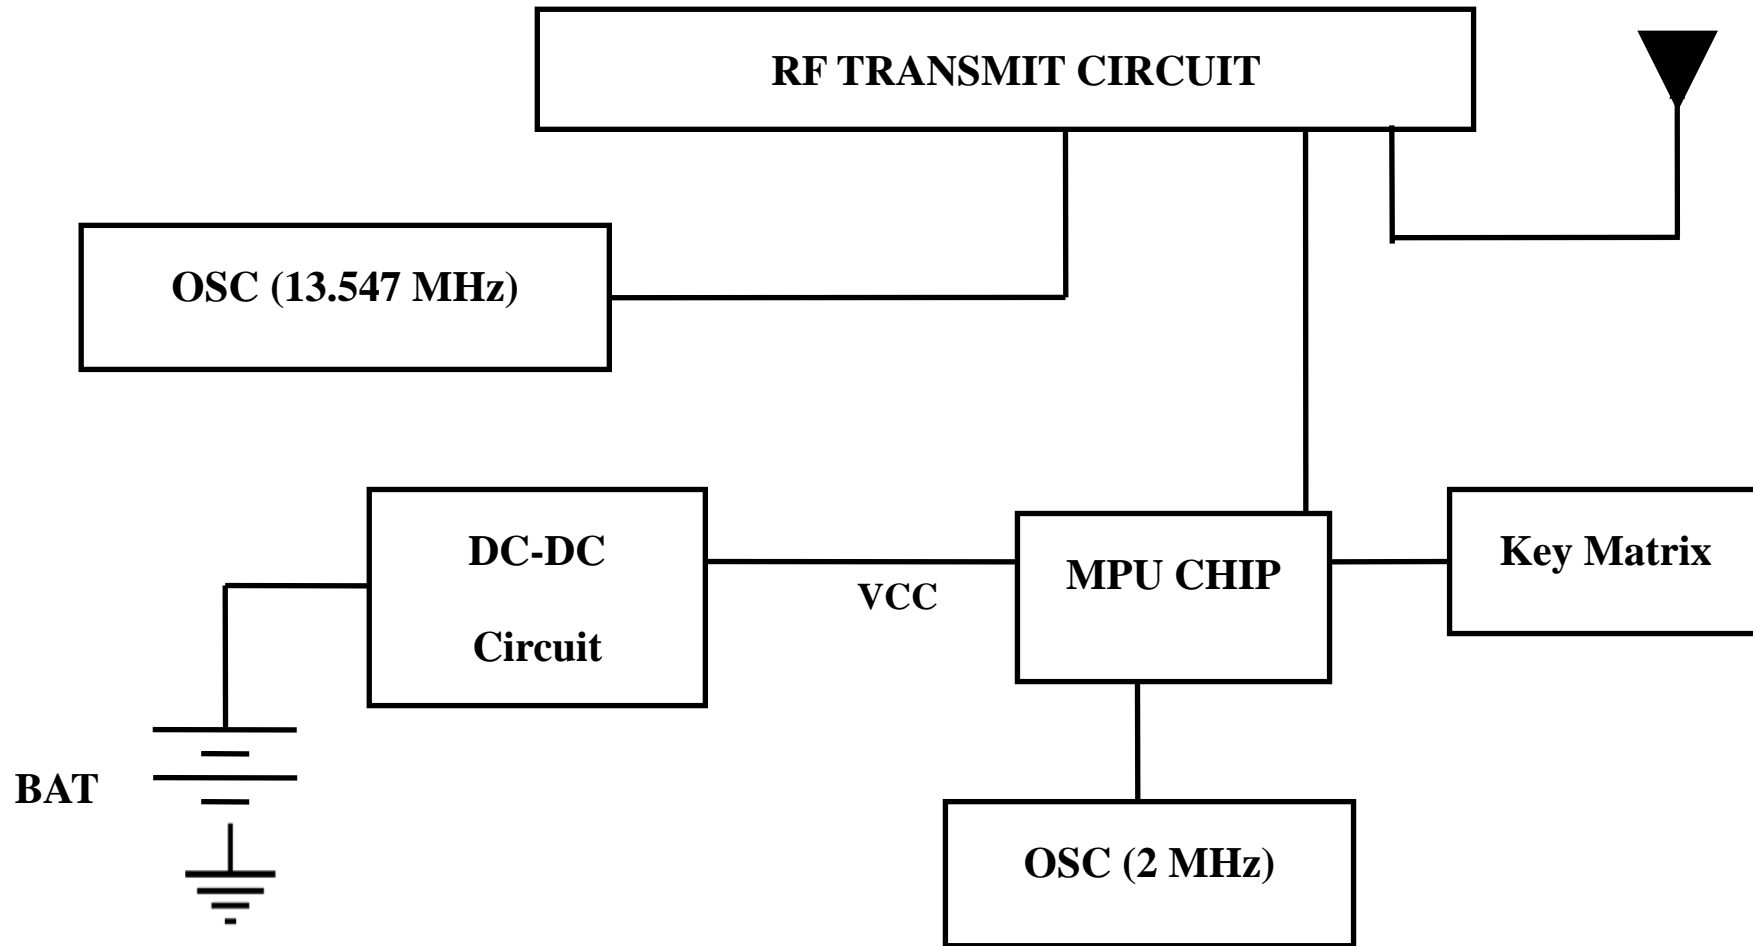 RF TRANSMIT CIRCUIT
OSC (13.547 MHz)
DC-DC
Circuit
VCC
MPU CHIP
Key Matrix
BAT
OSC (2 MHz)